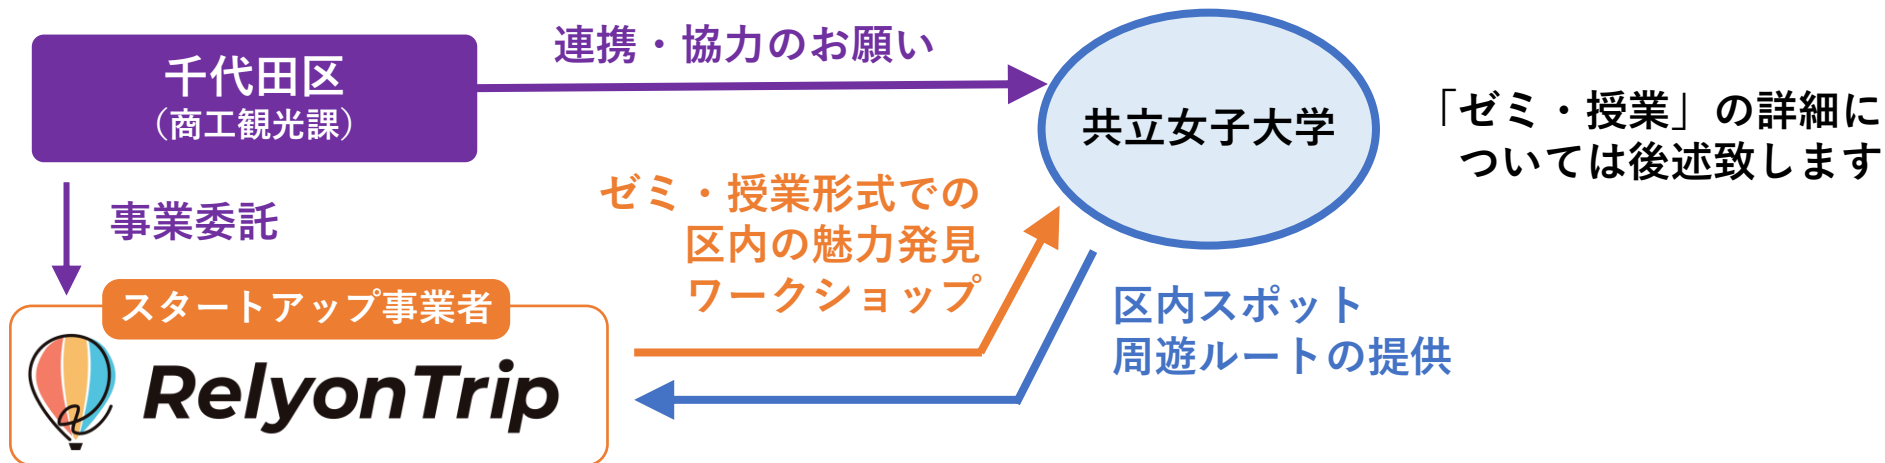 千代田区
（商工観光課）
連携・協力のお願い
共立女子大学
「ゼミ・授業」の詳細に
ついては後述致します
事業委託
ゼミ・授業形式での
区内の魅力発見
ワークショップ
スタートアップ事業者
RelyonTrip
区内スポット
周遊ルートの提供